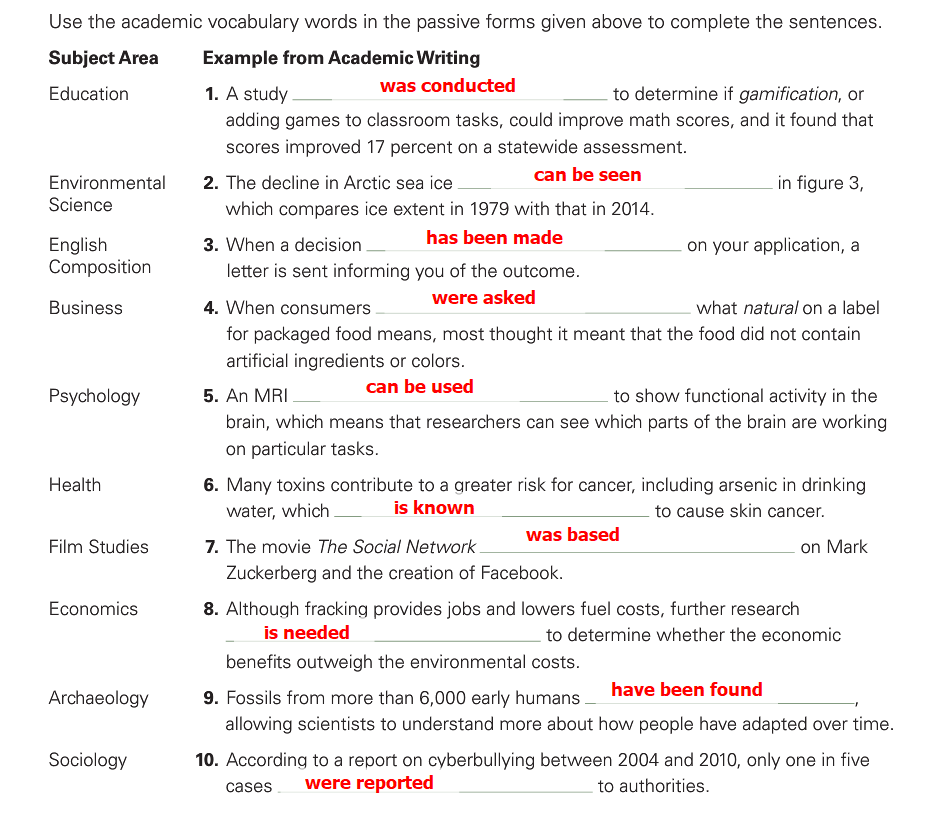 Use the academic vocabulary words in the passive forms given above to complete the sentences.
Subject Area Example from Academic Writing
Education 1. A study was conducted to determine if gamification, or
adding games to classroom tasks, could improve math scores, and it found that
scores improved 17 percent on a statewide assessment.
Environmental 2. The decline in Arctic sea ice can be seen in figure 3,
Science which compares ice extent in 1979 with that in 2014.
English 3. When a decision has been made on your application, a
Composition letter is sent informing you of the outcome.
Business 4. When consumers were asked what natural on a label
for packaged food means, most thought it meant that the food did not contain
artificial ingredients or colors.
Psychology 5. An MRI can be used to show functional activity in the
brain, which means that researchers can see which parts of the brain are working
on particular tasks.
Health 6. Many toxins contribute to a greater risk for cancer, including arsenic in drinking
water, which is known to cause skin cancer.
Film Studies 7. The movie The Social Network was based on Mark
Zuckerberg and the creation of Facebook.
Economics 8. Although fracking provides jobs and lowers fuel costs, further research
is needed to determine whether the economic
benefits outweigh the environmental costs.
Archaeology 9. Fossils from more than 6,000 early humans have been found,
allowing scientists to understand more about how people have adapted over time.
Sociology 10. According to a report on cyberbullying between 2004 and 2010, only one in five
cases were reported to authorities.